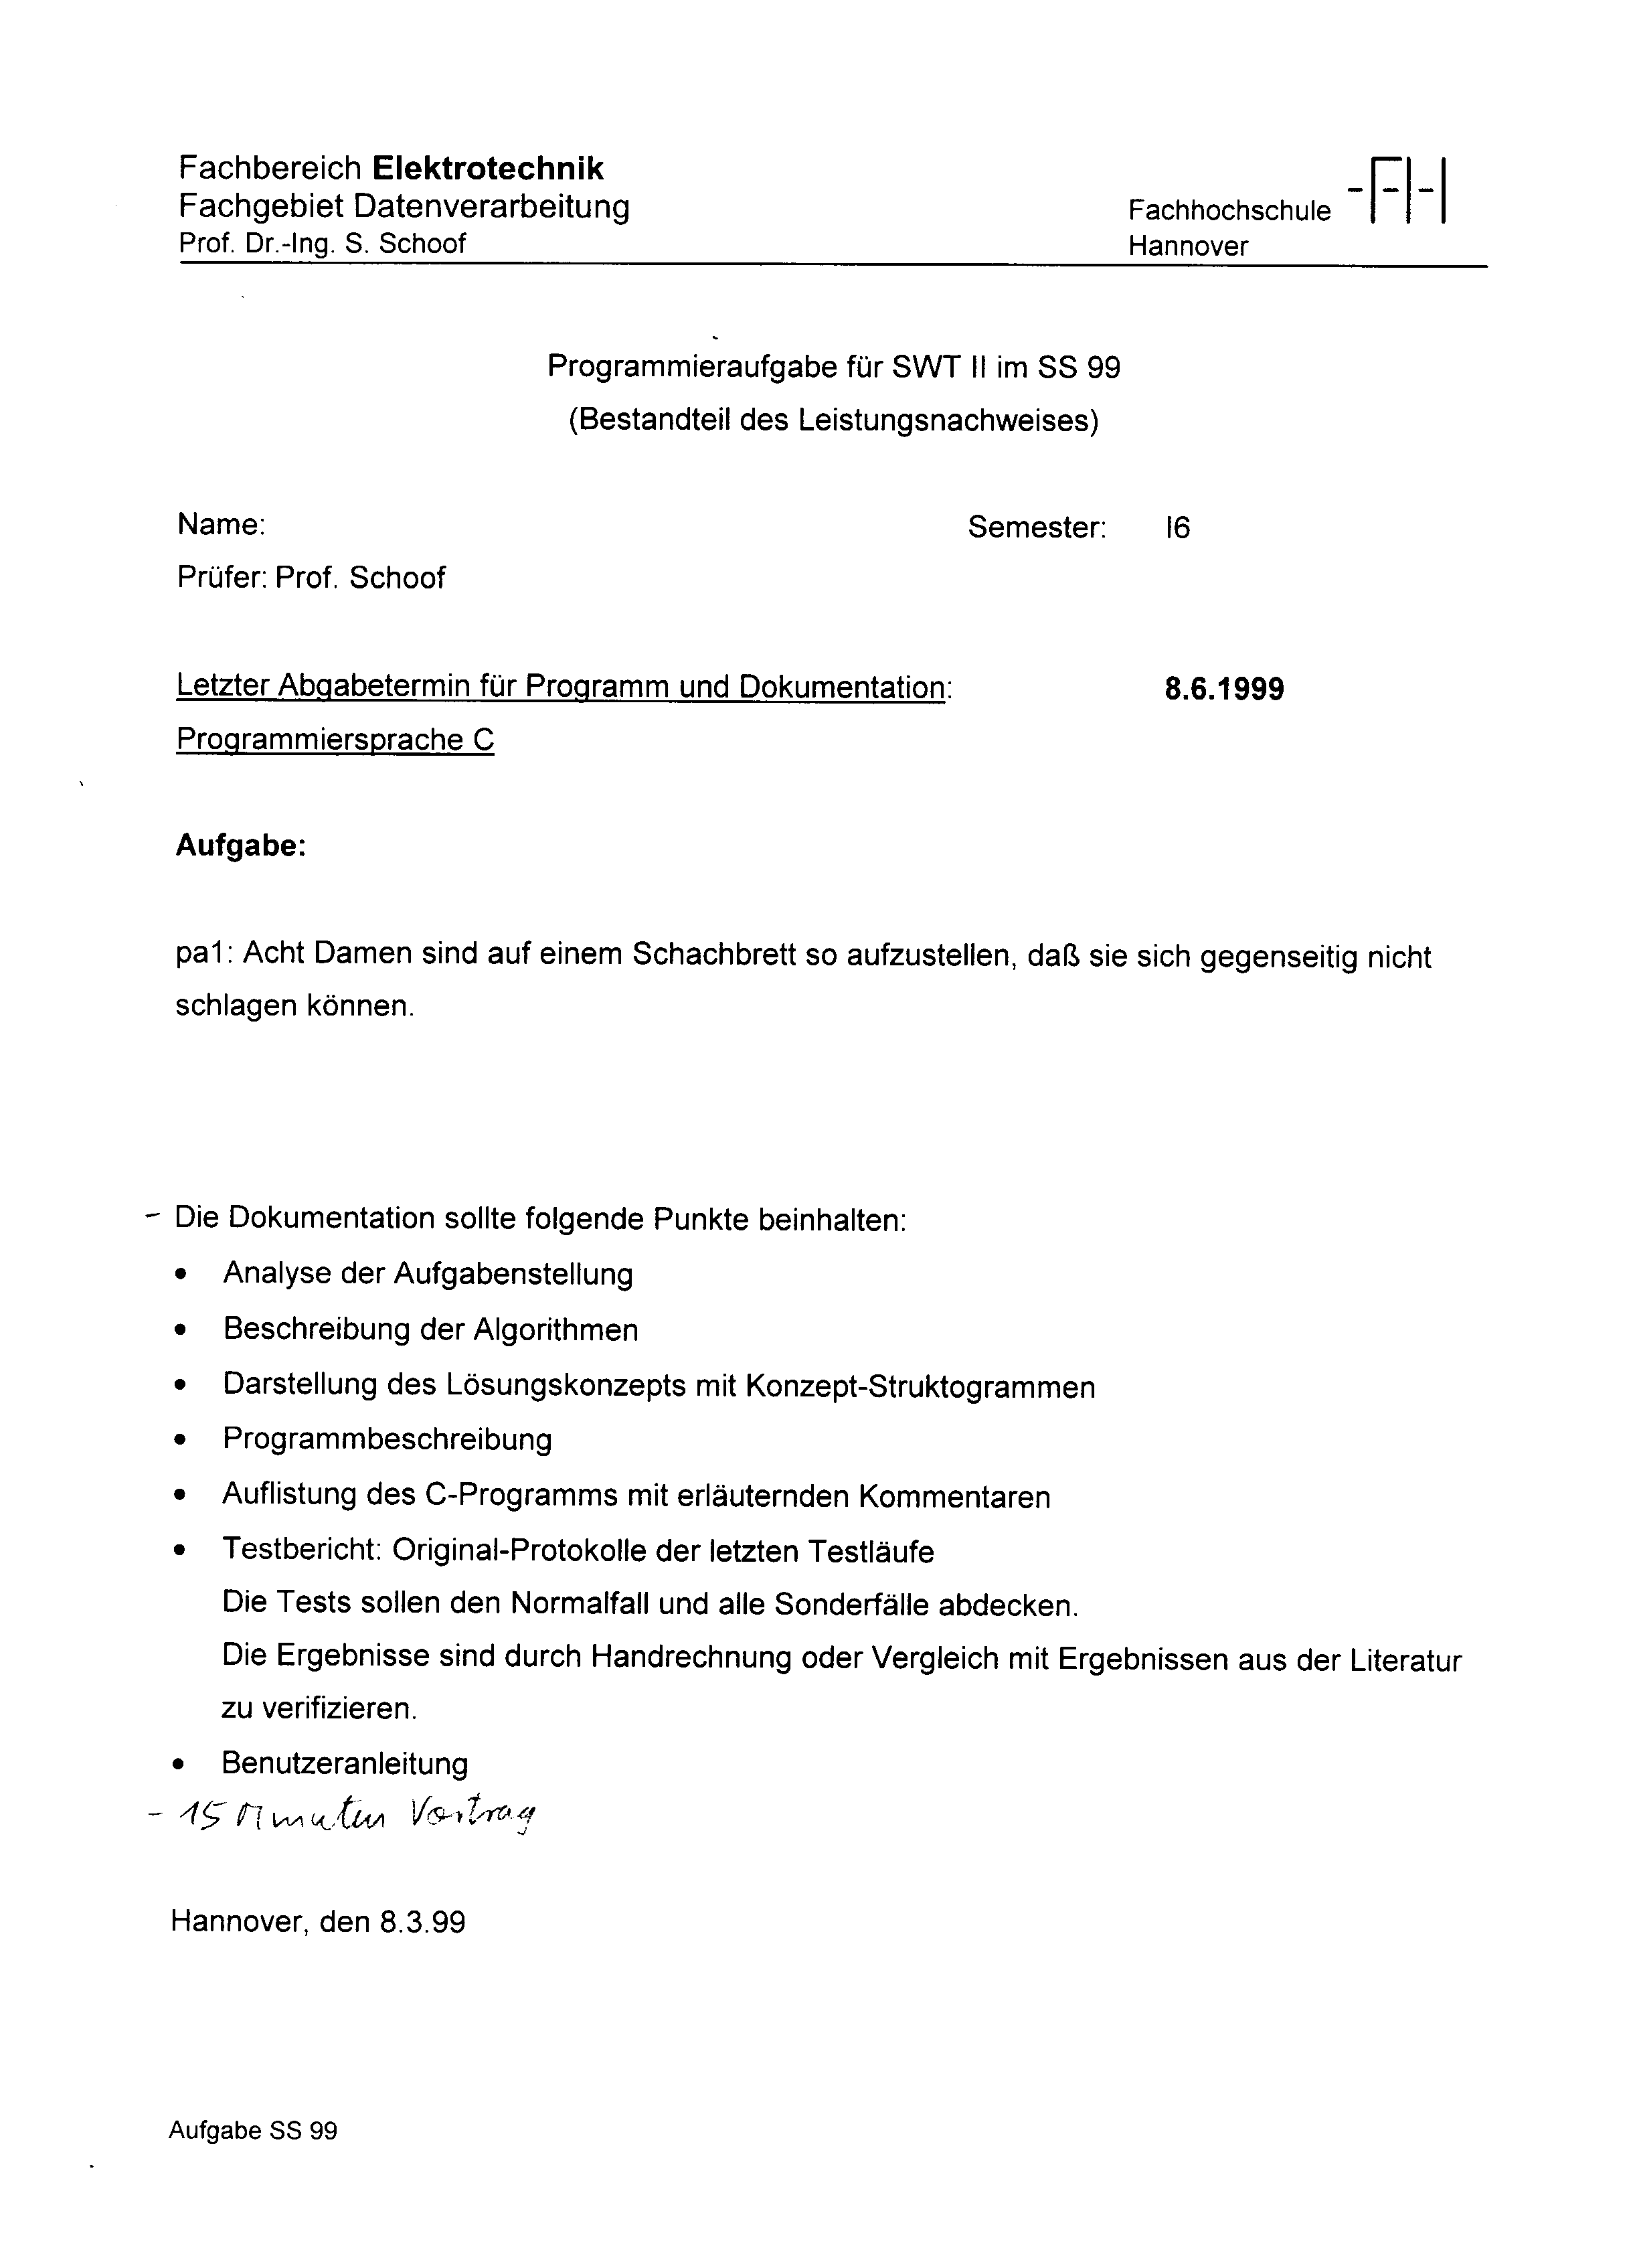 Fachbereich Elektrotechnik
Fachgebiet Datenverarbeitung
Prof. Dr.-Ing. S. Schoof
Fachhochschule
Hannover
-FH
Programmieraufgabe für SWT II im SS 99
(Bestandteil des Leistungsnachweises)
Name:
Semester: I6
Prüfer: Prof. Schoof
Letzter Abgabetermin für Programm und Dokumentation: 8.6.1999
Programmiersprache C
Aufgabe:
pa1: Acht Damen sind auf einem Schachbrett so aufzustellen, daß sie sich gegenseitig nicht
schlagen können.
– Die Dokumentation sollte folgende Punkte beinhalten:
• Analyse der Aufgabenstellung
• Beschreibung der Algorithmen
• Darstellung des Lösungskonzepts mit Konzept-Struktogrammen
• Programmbeschreibung
• Auflistung des C-Programms mit erläuternden Kommentaren
• Testbericht: Original-Protokolle der letzten Testläufe
Die Tests sollen den Normalfall und alle Sonderfälle abdecken.
Die Ergebnisse sind durch Handrechnung oder Vergleich mit Ergebnissen aus der Literatur
zu verifizieren.
• Benutzeranleitung
– 15 Minuten Vortrag
Hannover, den 8.3.99
Aufgabe SS 99